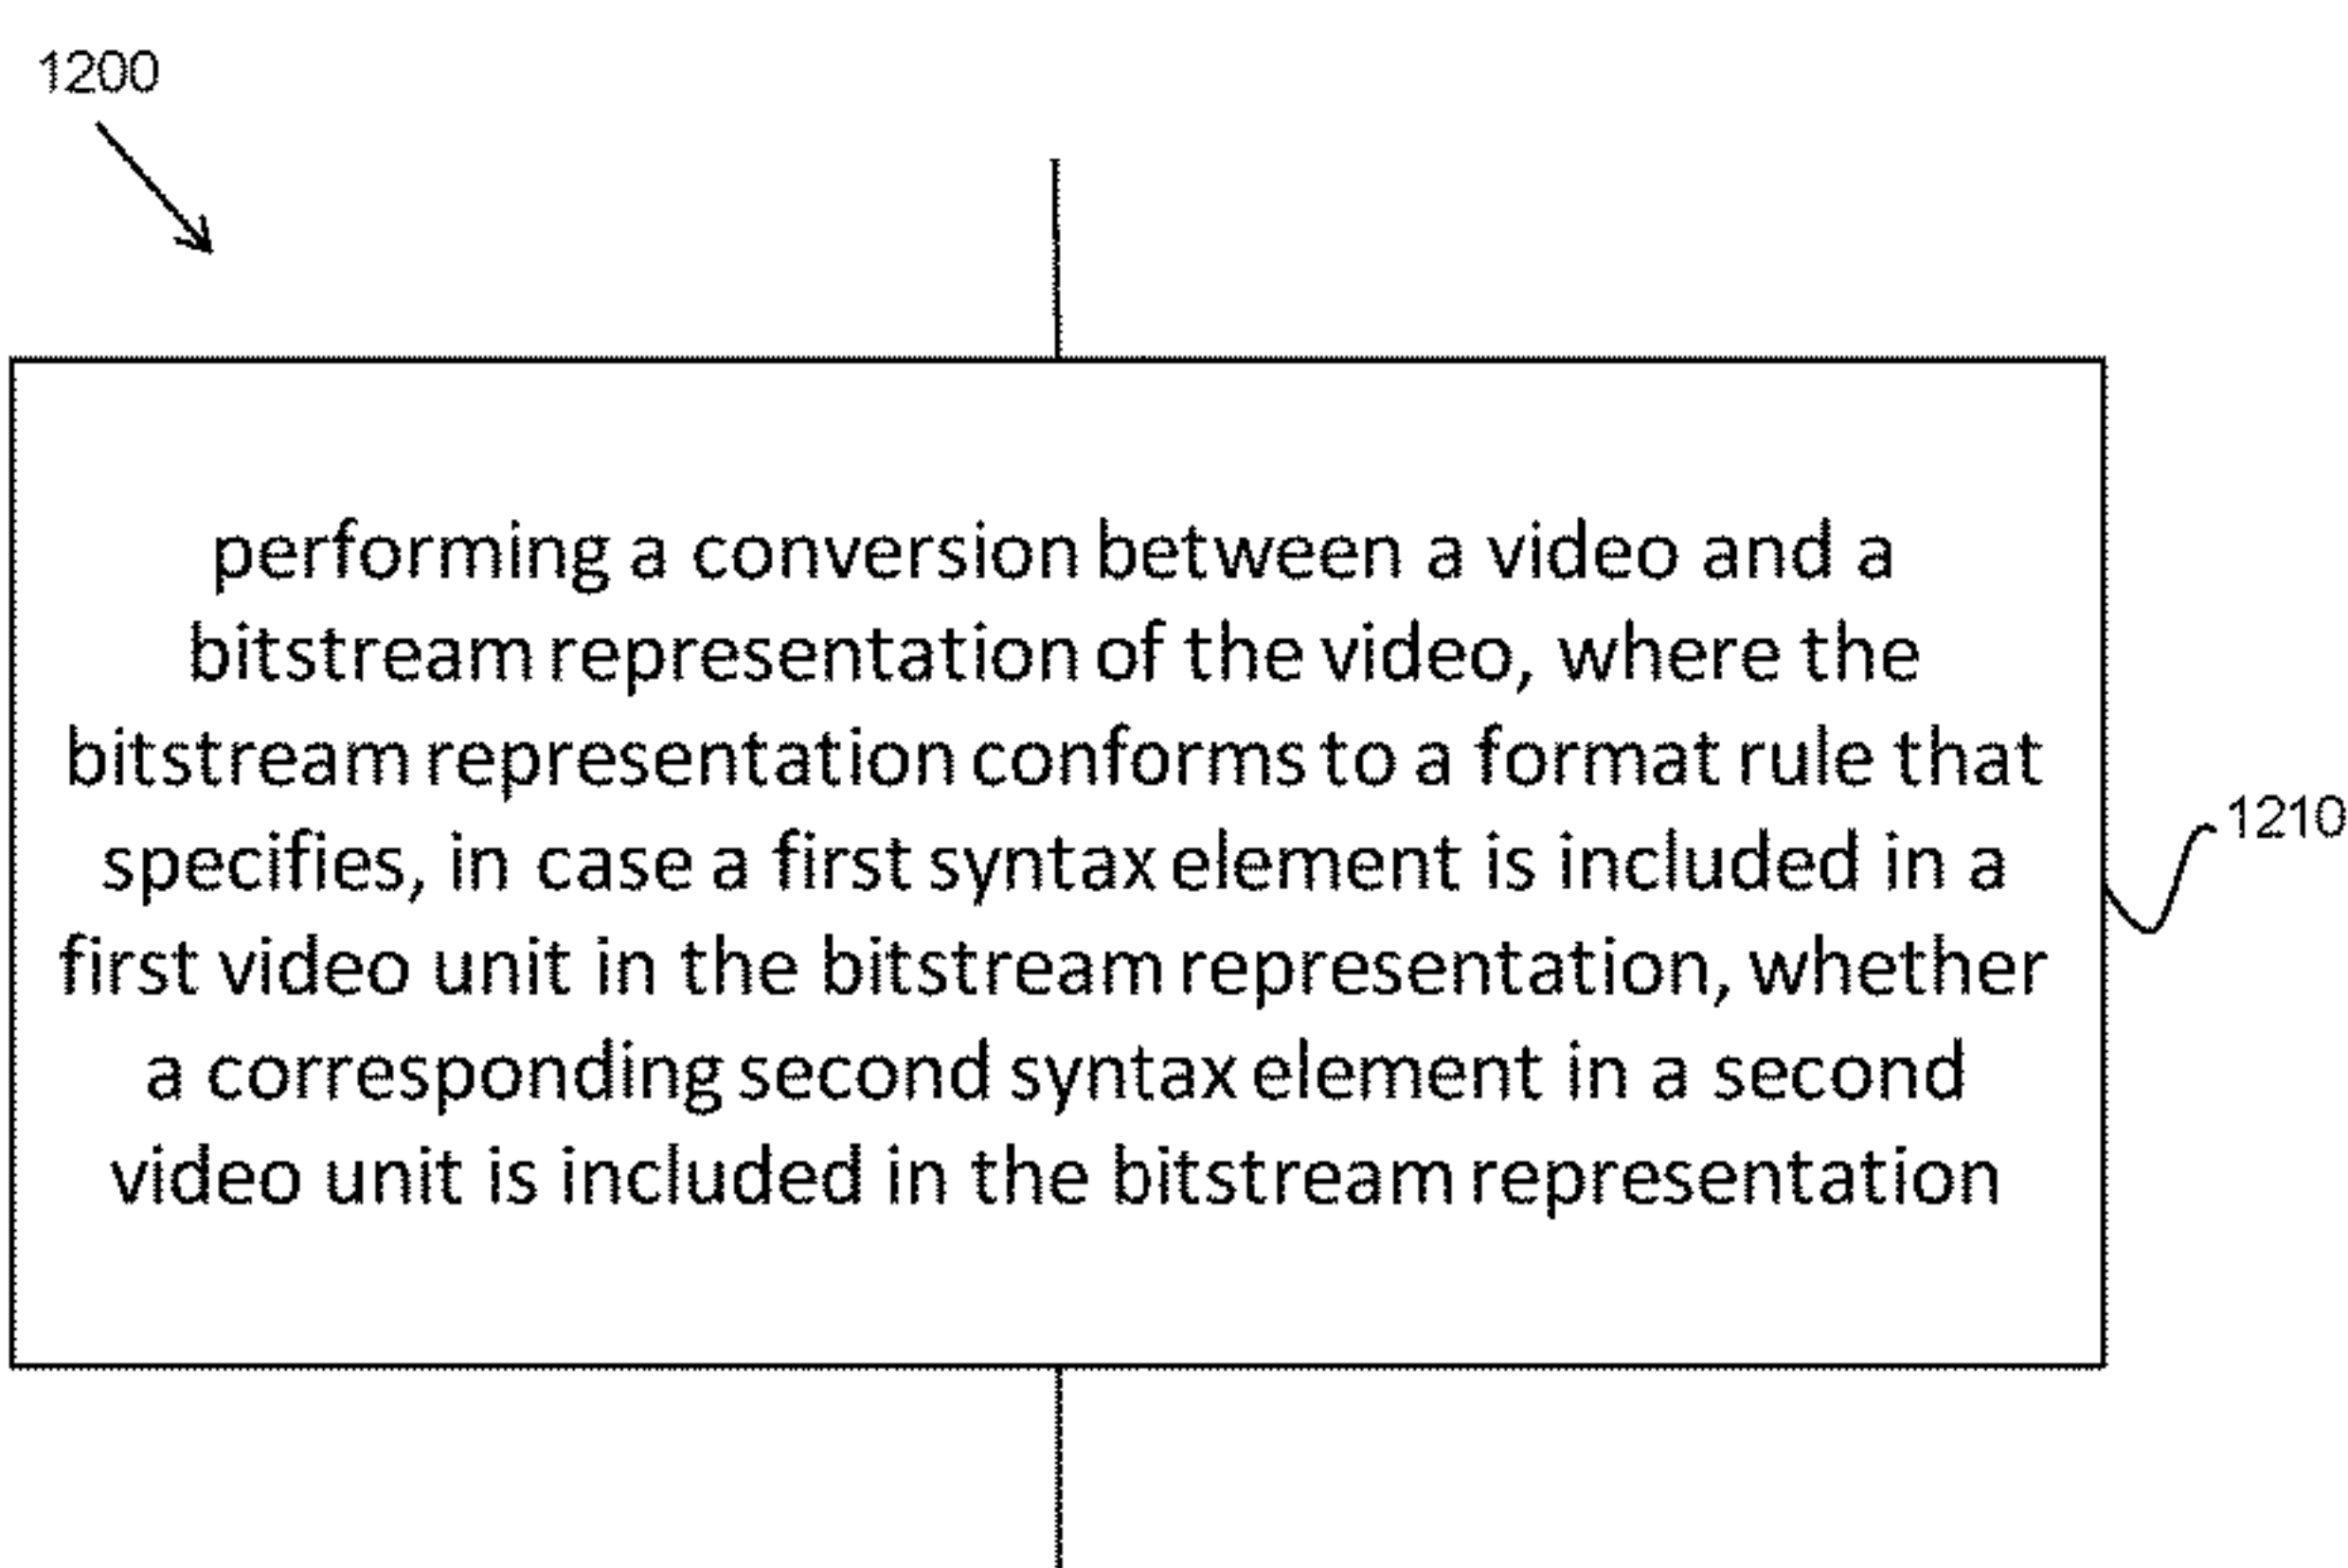 1200
performing a conversion between a video and a
bitstream representation of the video, where the
bitstream representation conforms to a format rule that
specifies, in case a first syntax element is included in a
first video unit in the bitstream representation, whether
a corresponding second syntax element in a second
video unit is included in the bitstream representation
1210